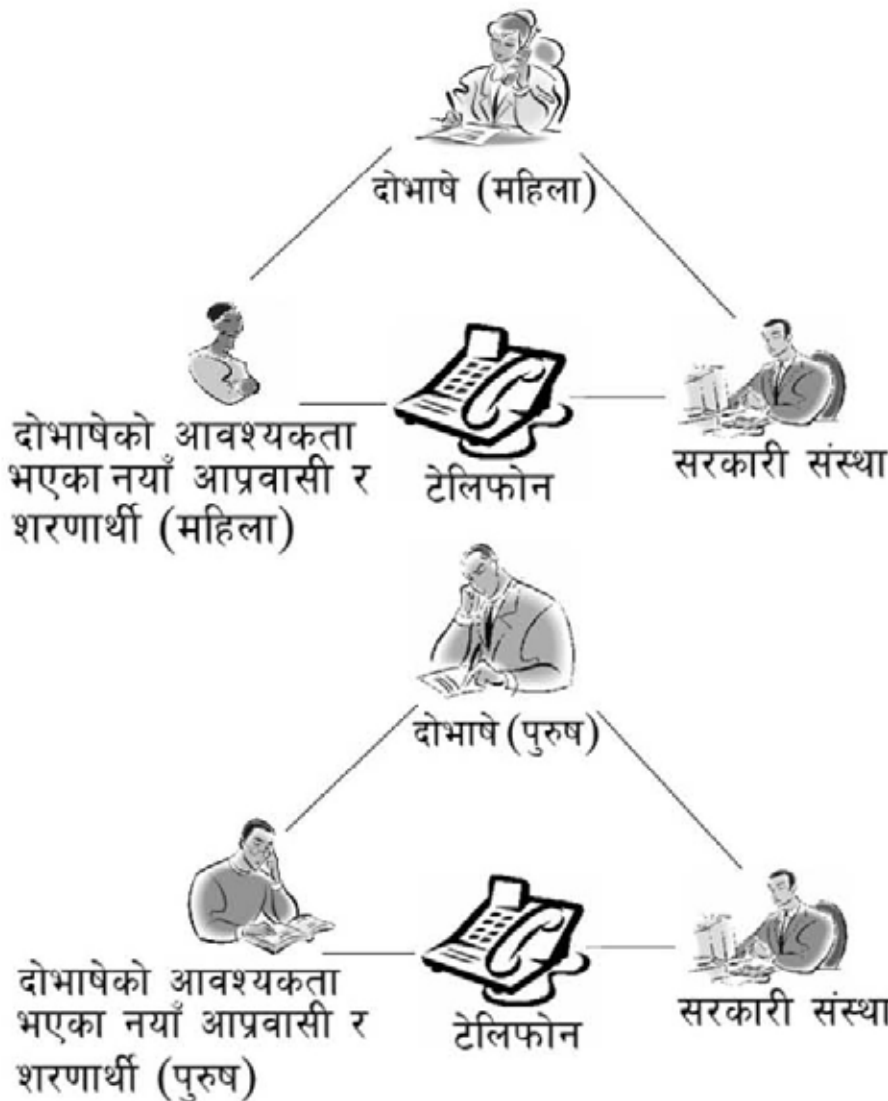 दोभाषे (महिला)
दोभाषेको आवश्यकता
भएका नयाँ आप्रवासी र
शरणार्थी (महिला)
टेलिफोन
सरकारी संस्था
दोभाषे (पुरुष)
दोभाषेको आवश्यकता
भएका नयाँ आप्रवासी र
शरणार्थी (पुरुष)
टेलिफोन
सरकारी संस्था